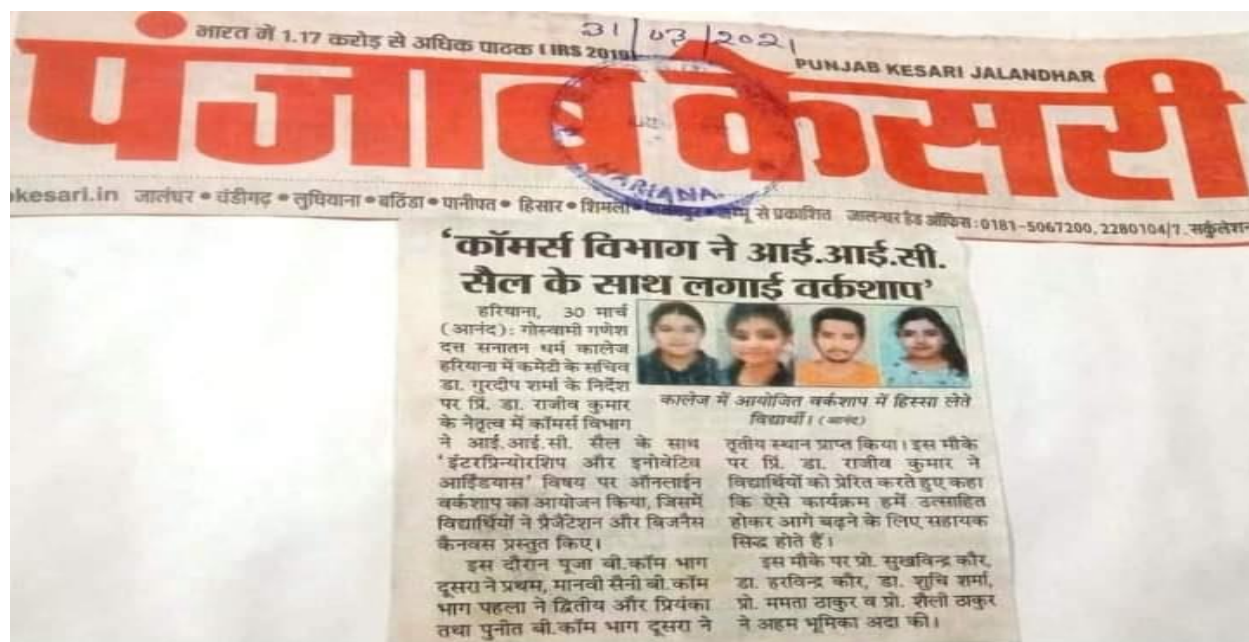 31/03/2021
भारत में 1.17 करोड़ से अधिक पाठक (IRS 2019)
PUNJAB KESARI JALANDHAR
पंजाब केसरी
kesari.in जालंधर • चंडीगढ़ • लुधियाना • बठिंडा • पानीपत • हिसार • शिमला से प्रकाशित जालन्धर हैड ऑफिस : 0181-5067200, 2280104/7. सर्कुलेशन
HARIANA
‘कॉमर्स विभाग ने आई.आई.सी.
सैल के साथ लगाई वर्कशाप’
हरियाना, 30 मार्च
(आनंद): गोस्वामी गणेश
दत्त सनातन धर्म कालेज
हरियाना में कमेटी के सचिव
डा. गुरदीप शर्मा के निर्देश
पर प्रिं. डा. राजीव कुमार
के नेतृत्व में कॉमर्स विभाग
ने आई.आई.सी. सैल के साथ
‘इंटरप्रिन्योरशिप और इनोवेटिव
आईडियास’ विषय पर ऑनलाईन
वर्कशाप का आयोजन किया, जिसमें
विद्यार्थियों ने प्रैजैंटेशन और बिजनैस
कैनवस प्रस्तुत किए।
इस दौरान पूजा बी.कॉम भाग
दूसरा ने प्रथम, मानवी सैनी बी.कॉम
भाग पहला ने द्वितीय और प्रियंका
तथा पुनीत बी.कॉम भाग दूसरा ने
कालेज में आयोजित वर्कशाप में हिस्सा लेते
विद्यार्थी। (आनंद)
तृतीय स्थान प्राप्त किया। इस मौके
पर प्रिं. डा. राजीव कुमार ने
विद्यार्थियों को प्रेरित करते हुए कहा
कि ऐसे कार्यक्रम हमें उत्साहित
होकर आगे बढ़ने के लिए सहायक
सिद्ध होते हैं।
इस मौके पर प्रो. सुखविन्द्र कौर,
डा. हरविन्द्र कौर, डा. शुचि शर्मा,
प्रो. ममता ठाकुर व प्रो. शैली ठाकुर
ने अहम भूमिका अदा की।